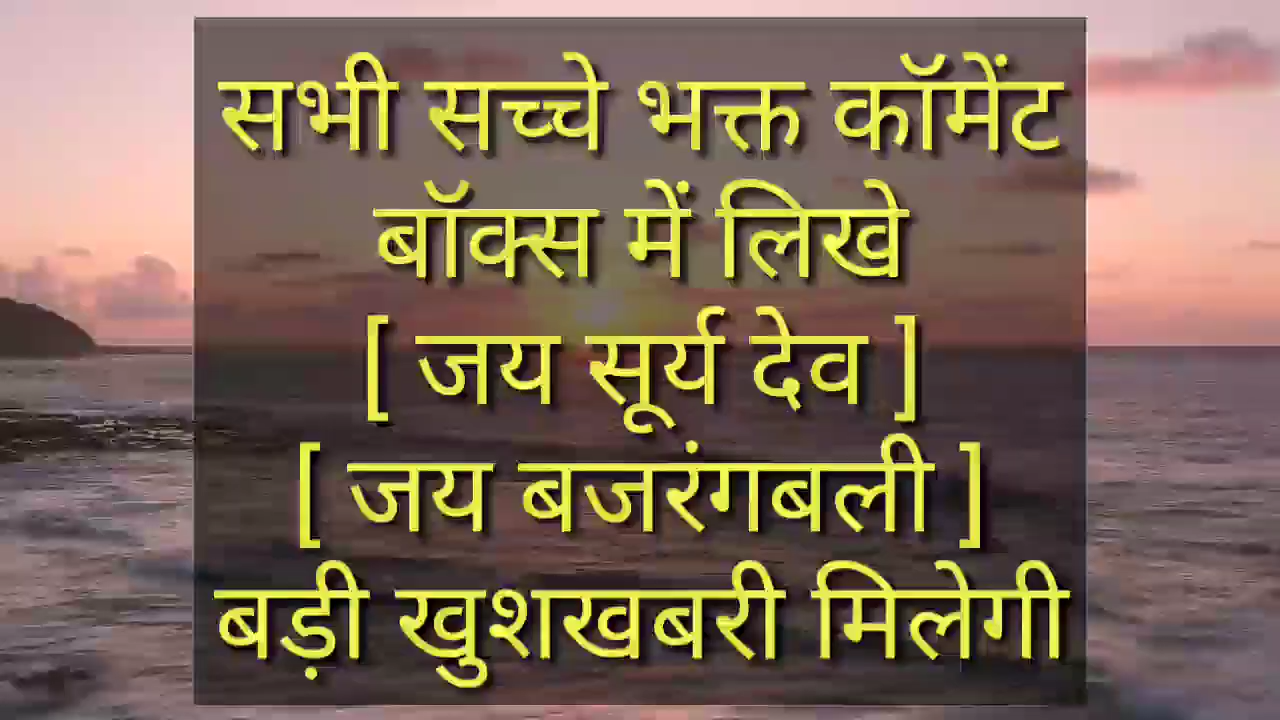 सभी सच्चे भक्त कॉमेंट
बॉक्स में लिखे
[ जय सूर्य देव ]
[ जय बजरंगबली ]
बड़ी खुशखबरी मिलेगी